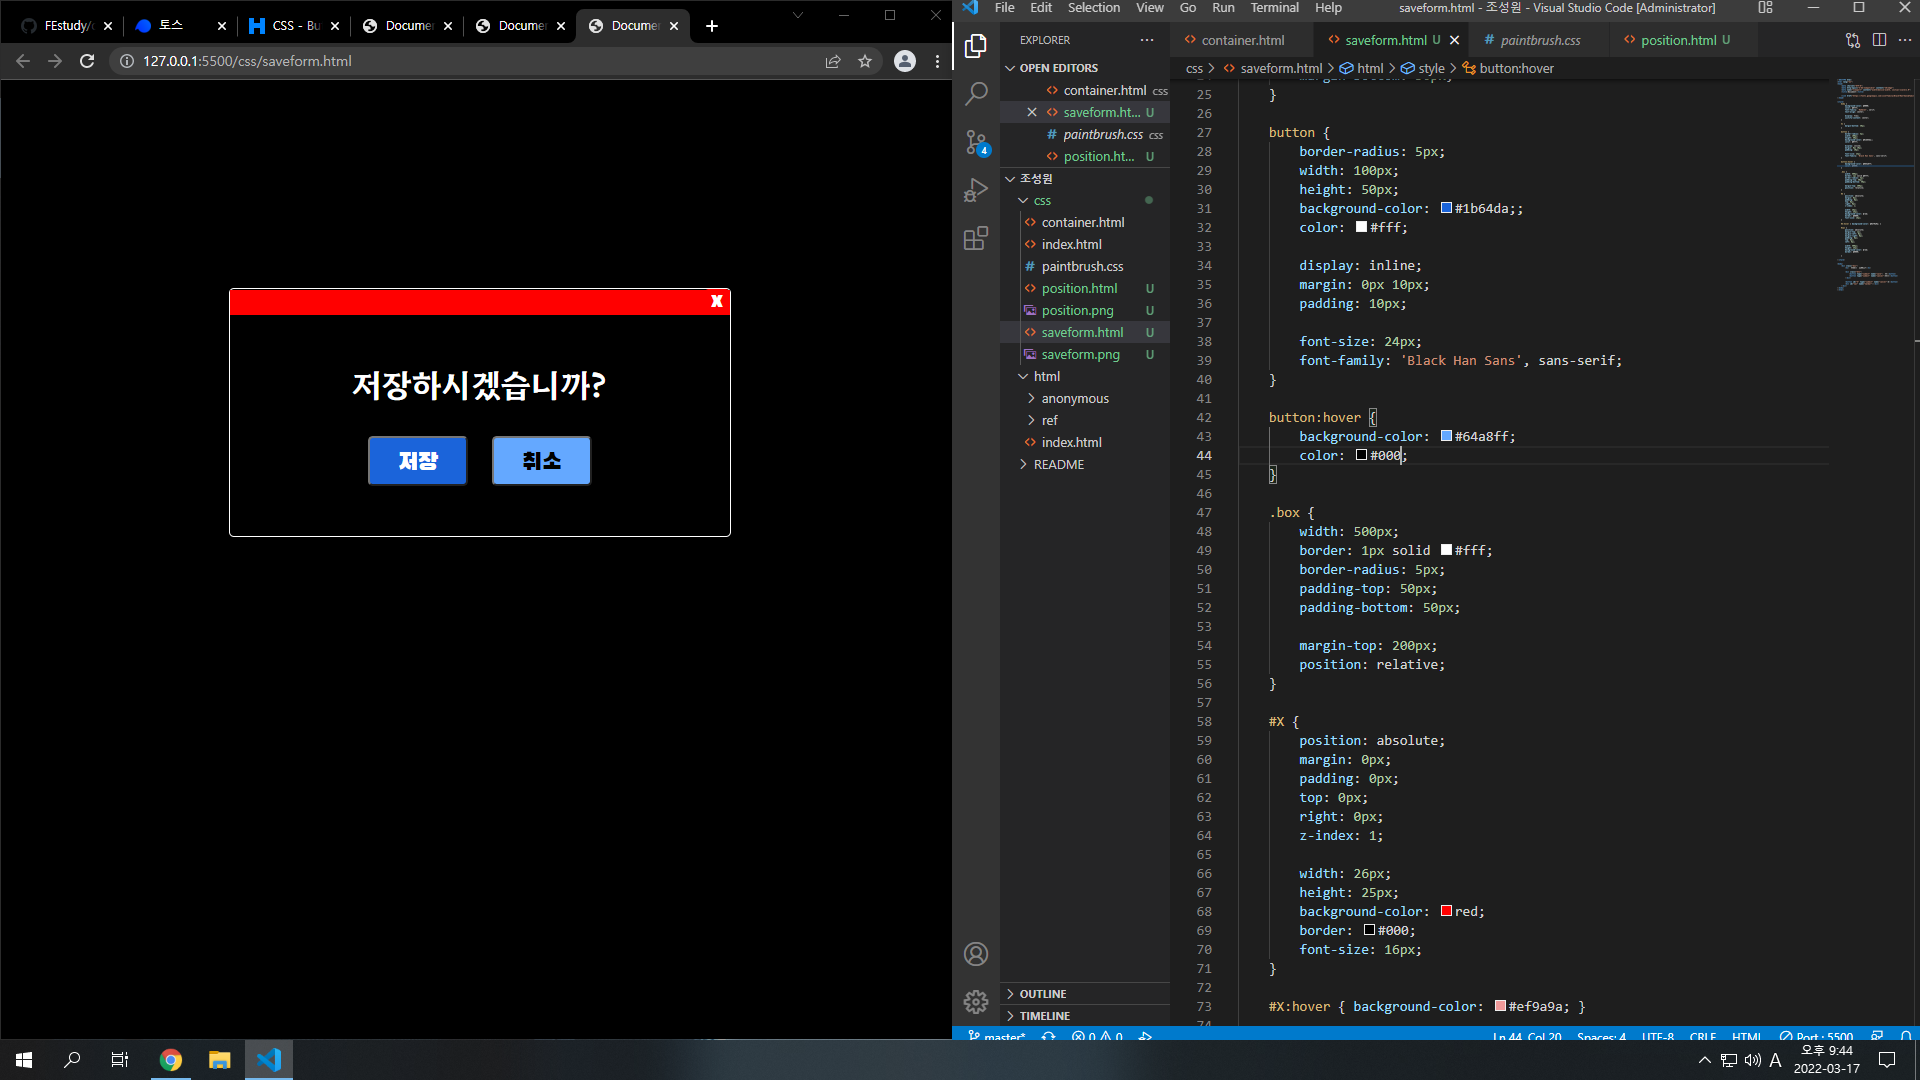 FEstudy/c
토스
CSS - Bu
Documen
Documen
Documen
127.0.0.1:5500/css/saveform.html
X
저장하시겠습니까?
저장
취소
File Edit Selection View Go Run Terminal Help
saveform.html - 조성원 - Visual Studio Code [Administrator]
EXPLORER
container.html
saveform.html U
paintbrush.css
position.html U
css > saveform.html > html > style > button:hover
OPEN EDITORS
container.html css
saveform.ht... U
paintbrush.css css
position.ht... U
조성원
css
container.html
index.html
paintbrush.css
position.html U
position.png U
saveform.html U
saveform.png U
html
anonymous
ref
index.html
README
OUTLINE
TIMELINE
4
25 }
26
27 button {
28 border-radius: 5px;
29 width: 100px;
30 height: 50px;
31 background-color: #1b64da;;
32 color: #fff;
33
34 display: inline;
35 margin: 0px 10px;
36 padding: 10px;
37
38 font-size: 24px;
39 font-family: 'Black Han Sans', sans-serif;
40 }
41
42 button:hover {
43 background-color: #64a8ff;
44 color: #000;
45 }
46
47 .box {
48 width: 500px;
49 border: 1px solid #fff;
50 border-radius: 5px;
51 padding-top: 50px;
52 padding-bottom: 50px;
53
54 margin-top: 200px;
55 position: relative;
56 }
57
58 #X {
59 position: absolute;
60 margin: 0px;
61 padding: 0px;
62 top: 0px;
63 right: 0px;
64 z-index: 1;
65
66 width: 26px;
67 height: 25px;
68 background-color: red;
69 border: #000;
70 font-size: 16px;
71 }
72
73 #X:hover { background-color: #ef9a9a; }
74
master* 0 0 Ln 44, Col 20 Spaces: 4 UTF-8 CRLF HTML Port : 5500
A
오후 9:44
2022-03-17